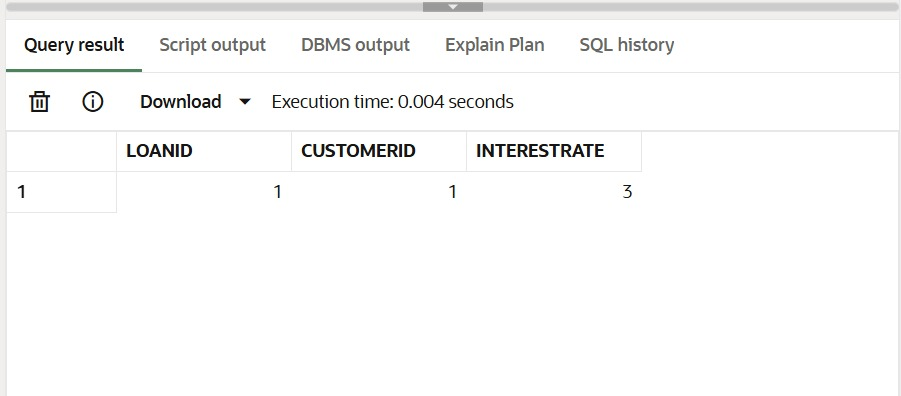 Query result Script output DBMS output Explain Plan SQL history
Download Execution time: 0.004 seconds
LOANID CUSTOMERID INTERESTRATE
1 1 1 3